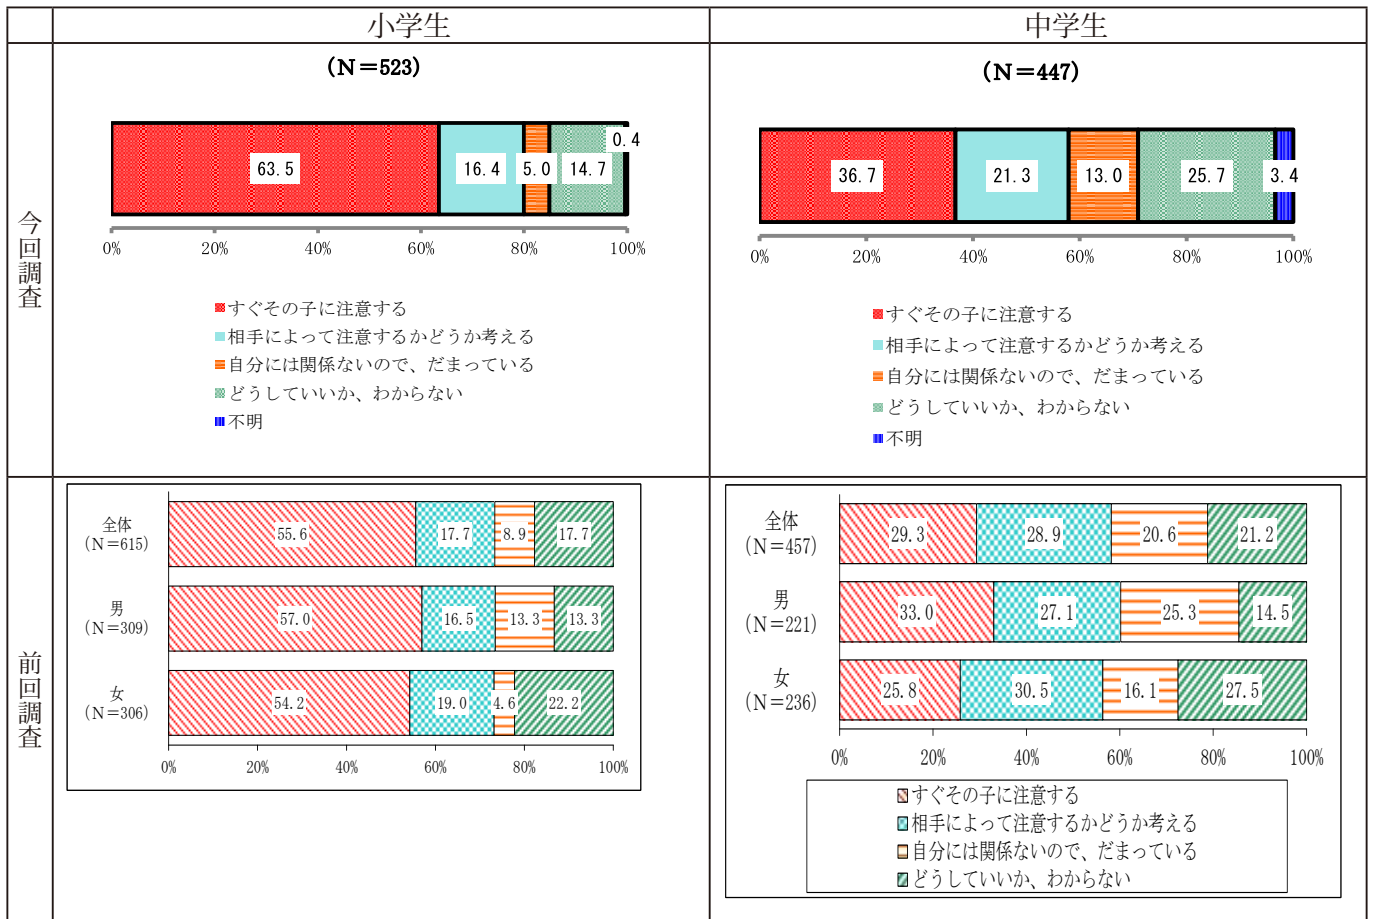 小学生
中学生
今回調査
(N＝523)
63.5
16.4
5.0
14.7
0.4
0%
20%
40%
60%
80%
100%
■すぐその子に注意する
■相手によって注意するかどうか考える
■自分には関係ないので、だまっている
■どうしていいか、わからない
■不明
(N＝447)
36.7
21.3
13.0
25.7
3.4
0%
20%
40%
60%
80%
100%
■すぐその子に注意する
■相手によって注意するかどうか考える
■自分には関係ないので、だまっている
■どうしていいか、わからない
■不明
前回調査
全体
(N＝615)
55.6
17.7
8.9
17.7
男
(N＝309)
57.0
16.5
13.3
13.3
女
(N＝306)
54.2
19.0
4.6
22.2
0%
20%
40%
60%
80%
100%
全体
(N＝457)
29.3
28.9
20.6
21.2
男
(N＝221)
33.0
27.1
25.3
14.5
女
(N＝236)
25.8
30.5
16.1
27.5
0%
20%
40%
60%
80%
100%
すぐその子に注意する
相手によって注意するかどうか考える
自分には関係ないので、だまっている
どうしていいか、わからない